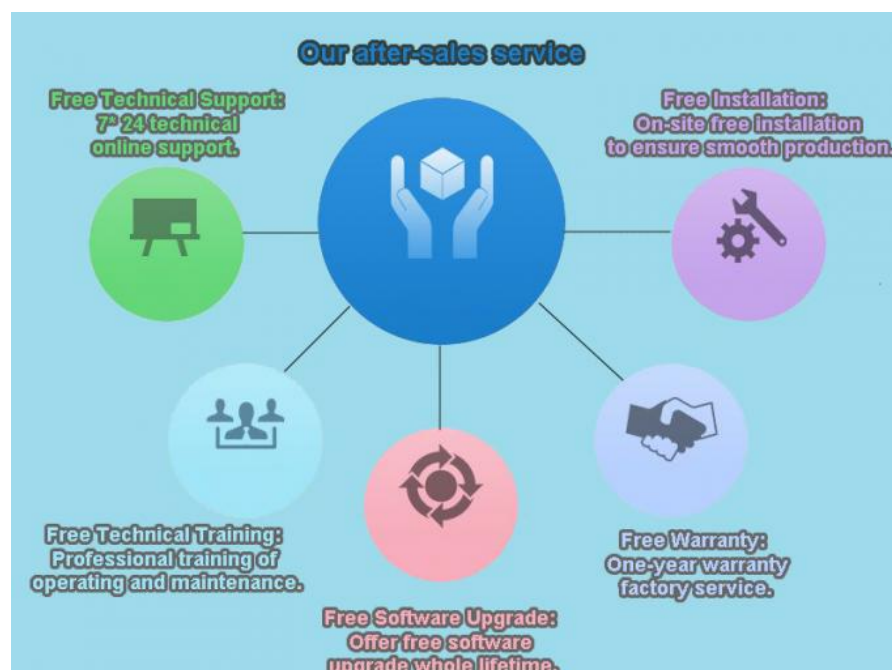 Our after-sales service
Free Technical Support:
7* 24 technical
online support.
Free Installation:
On-site free installation
to ensure smooth production.
Free Technical Training:
Professional training of
operating and maintenance.
Free Warranty:
One-year warranty
factory service.
Free Software Upgrade:
Offer free software
upgrade whole lifetime.